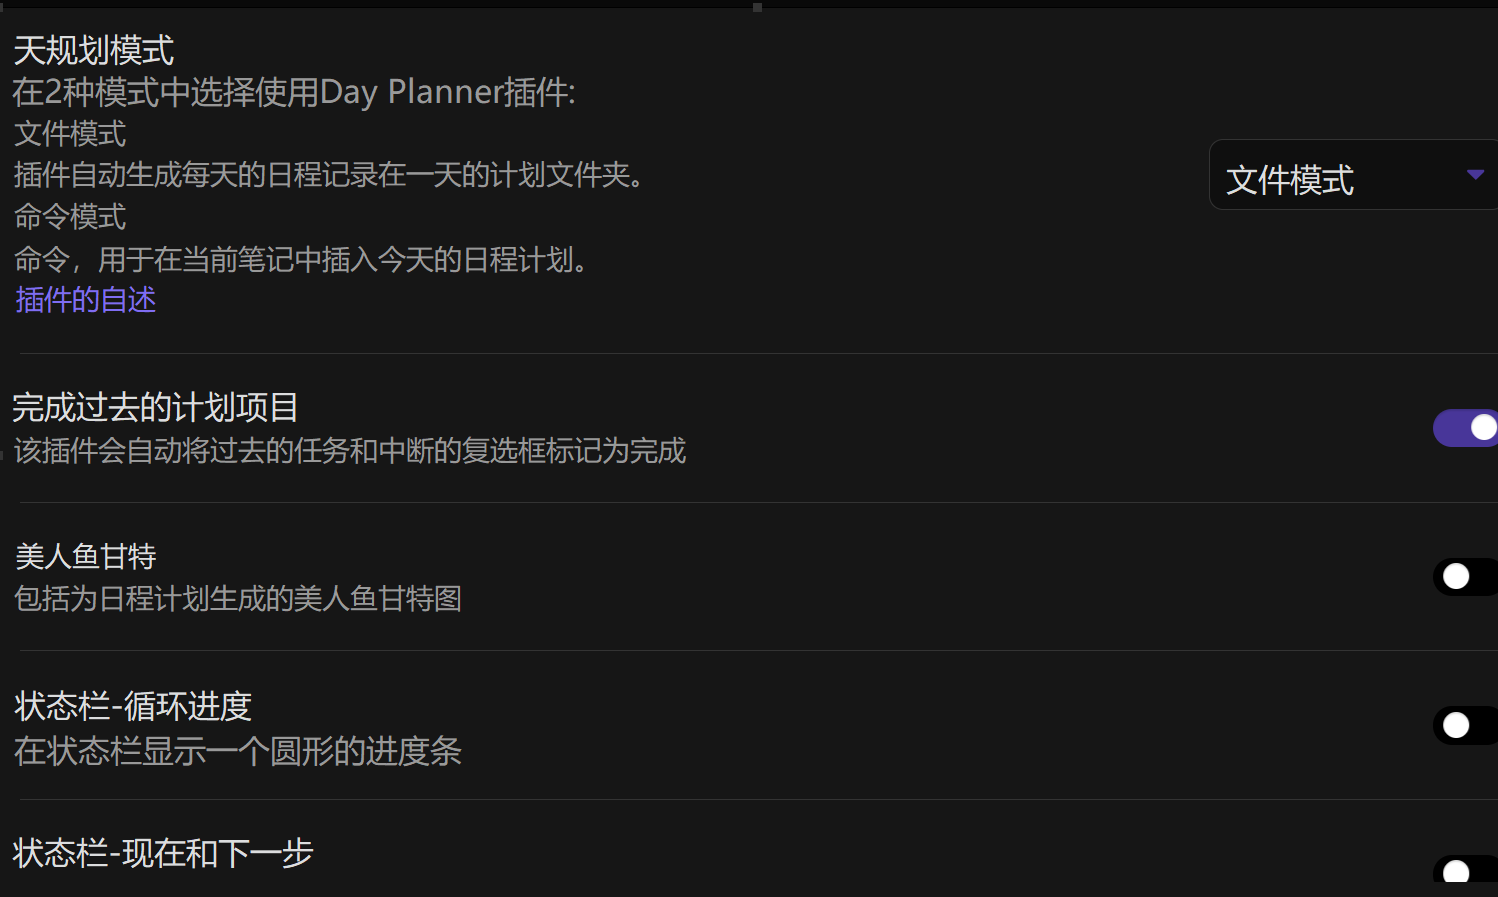 天规划模式
在2种模式中选择使用Day Planner插件:
文件模式
插件自动生成每天的日程记录在一天的计划文件夹。
命令模式
命令，用于在当前笔记中插入今天的日程计划。
插件的自述
文件模式
完成过去的计划项目
该插件会自动将过去的任务和中断的复选框标记为完成
美人鱼甘特
包括为日程计划生成的美人鱼甘特图
状态栏-循环进度
在状态栏显示一个圆形的进度条
状态栏-现在和下一步